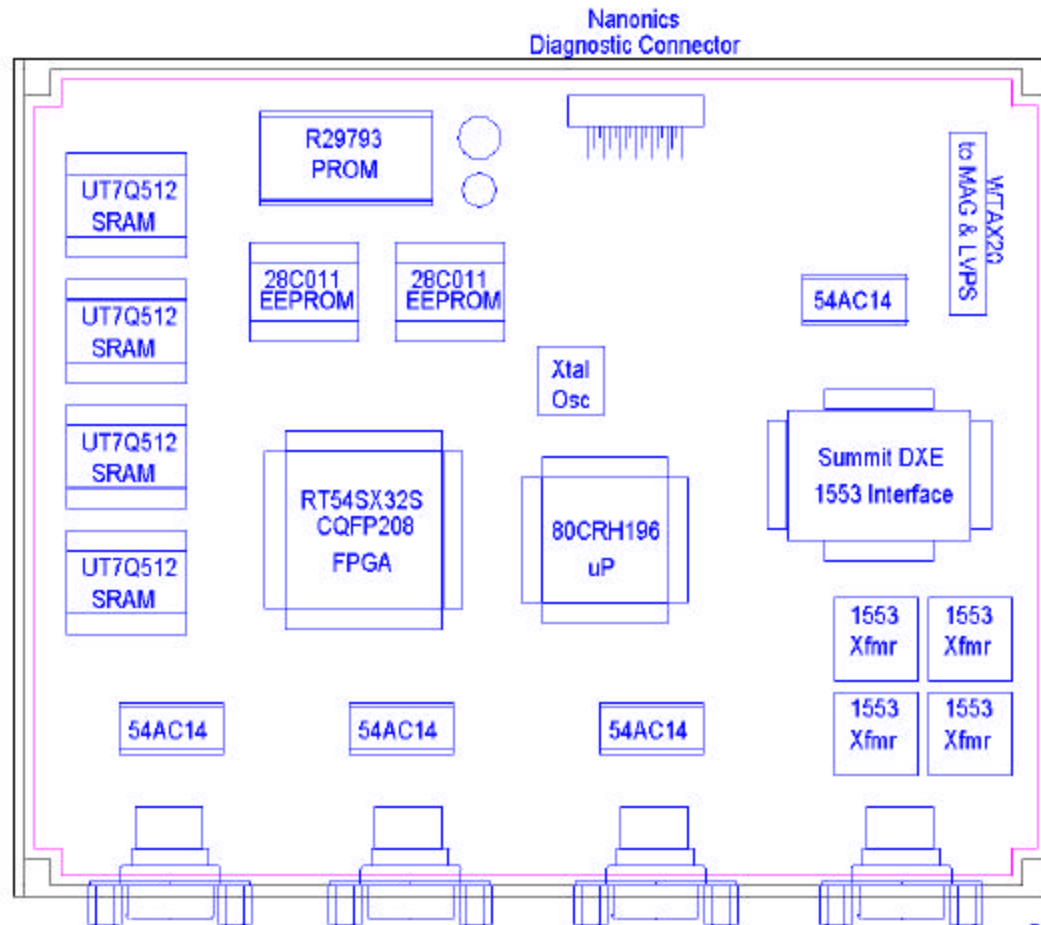 Nanonics
Diagnostic Connector
R29793
PROM
UT7Q512
SRAM
WTAX20
to MAG & LVPS
28C011
EEPROM
28C011
EEPROM
54AC14
UT7Q512
SRAM
Xtal
Osc
UT7Q512
SRAM
Summit DXE
1553 Interface
RT54SX32S
CQFP208
FPGA
80CRH196
uP
UT7Q512
SRAM
1553
Xfmr
1553
Xfmr
54AC14
54AC14
54AC14
1553
Xfmr
1553
Xfmr